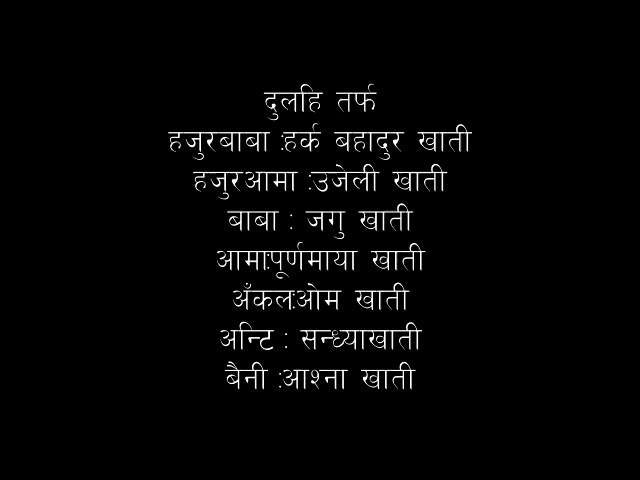 दुलहि तर्फ
हजुरबाबा :हर्क बहादुर खाती
हजुरआमा :उजेली खाती
बाबा : जगु खाती
आमा:पूर्णमाया खाती
अँकल:ओम खाती
अन्टि : सन्ध्याखाती
बैनी :आश्ना खाती